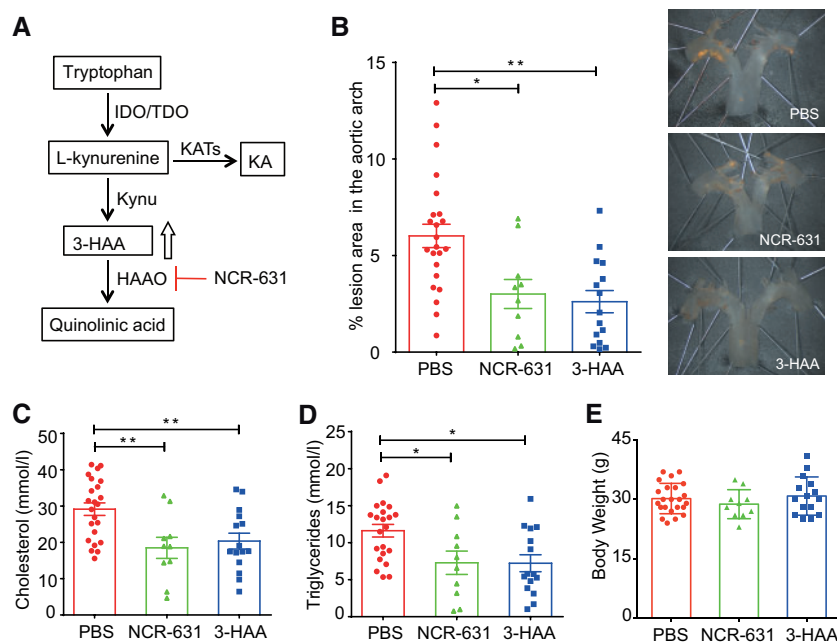 A
Tryptophan
IDO/TDO
L-kynurenine
KATs
KA
Kynu
3-HAA
HAAO
NCR-631
Quinolinic acid
B
% lesion area in the aortic arch
15
10
5
0
**
*
PBS
NCR-631
3-HAA
PBS
NCR-631
3-HAA
C
Cholesterol (mmol/l)
60
50
40
30
20
10
0
**
**
PBS
NCR-631
3-HAA
D
Triglycerides (mmol/l)
25
20
15
10
5
0
*
*
PBS
NCR-631
3-HAA
E
Body Weight (g)
45
30
15
0
PBS
NCR-631
3-HAA